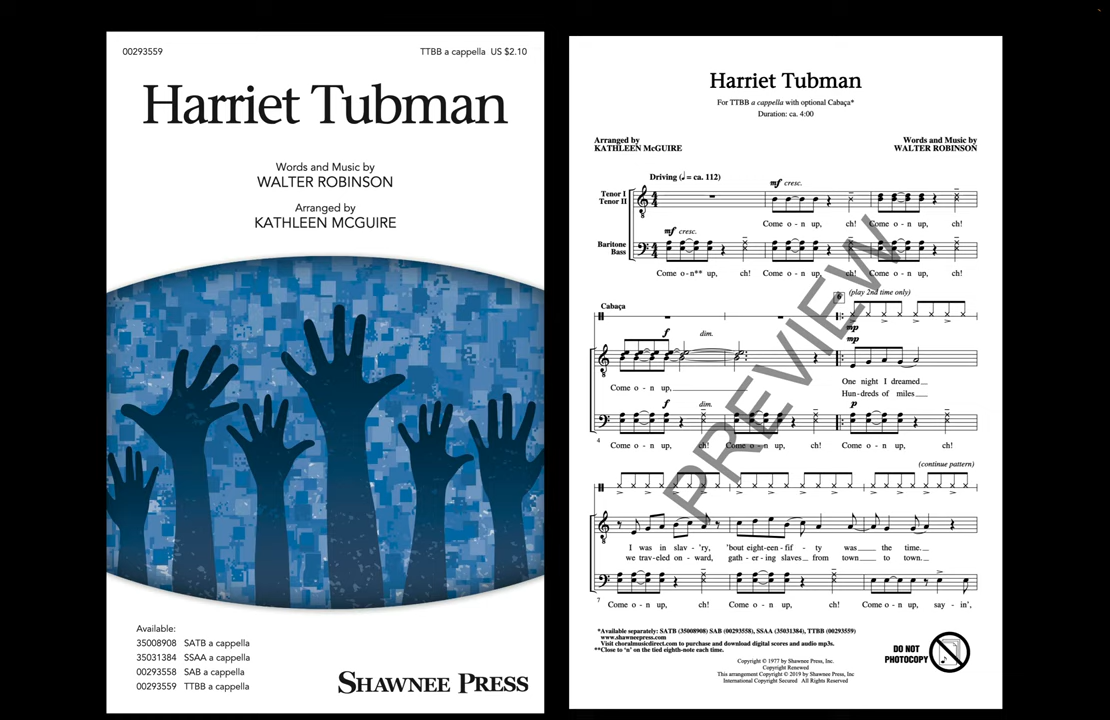 00293559
TTBB a cappella US $2.10
Harriet Tubman
Words and Music by
WALTER ROBINSON
Arranged by
KATHLEEN MCGUIRE
Available:
35008908 SATB a cappella
35031384 SSAA a cappella
00293558 SAB a cappella
00293559 TTBB a cappella
SHAWNEE PRESS
Harriet Tubman
For TTBB a cappella with optional Cabaça*
Duration: ca. 4:00
Arranged by
KATHLEEN McGUIRE
Words and Music by
WALTER ROBINSON
Driving (♩ = ca. 112)
mf cresc.
Tenor I
Tenor II
Come o - n up, ch! Come o - n up, ch!
mf cresc.
Baritone
Bass
Come o - n** up, ch! Come o - n up, ch! Come o - n up, ch!
6 (play 2nd time only)
Cabaça
mp
f dim. mp
Come o - n up,
One night I dreamed
Hun - dreds of miles
f dim. p
4
Come o - n up, ch! Come o - n up, ch! Come o - n up, ch!
(continue pattern)
I was in slav - 'ry, 'bout eight-een - fif - ty was the time.
we trav-eled on - ward, gath - er - ing slaves from town to town.
7
Come o - n up, ch! Come o - n up, ch! Come o - n up, say - in',
*Available separately: SATB (35008908) SAB (00293558), SSAA (35031384), TTBB (00293559)
www.shawneepress.com
Visit choralmusicdirect.com to purchase and download digital scores and audio mp3s.
**Close to 'n' on the tied eighth-note each time.
Copyright © 1977 by Shawnee Press, Inc.
Copyright Renewed
This arrangement Copyright © 2019 by Shawnee Press, Inc.
International Copyright Secured All Rights Reserved
DO NOT
PHOTOCOPY
PREVIEW